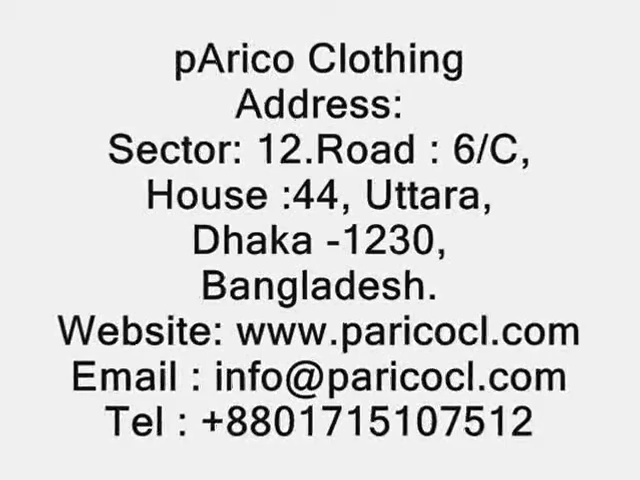 pArico Clothing
Address:
Sector: 12.Road : 6/C,
House :44, Uttara,
Dhaka -1230,
Bangladesh.
Website: www.paricocl.com
Email : info@paricocl.com
Tel : +8801715107512